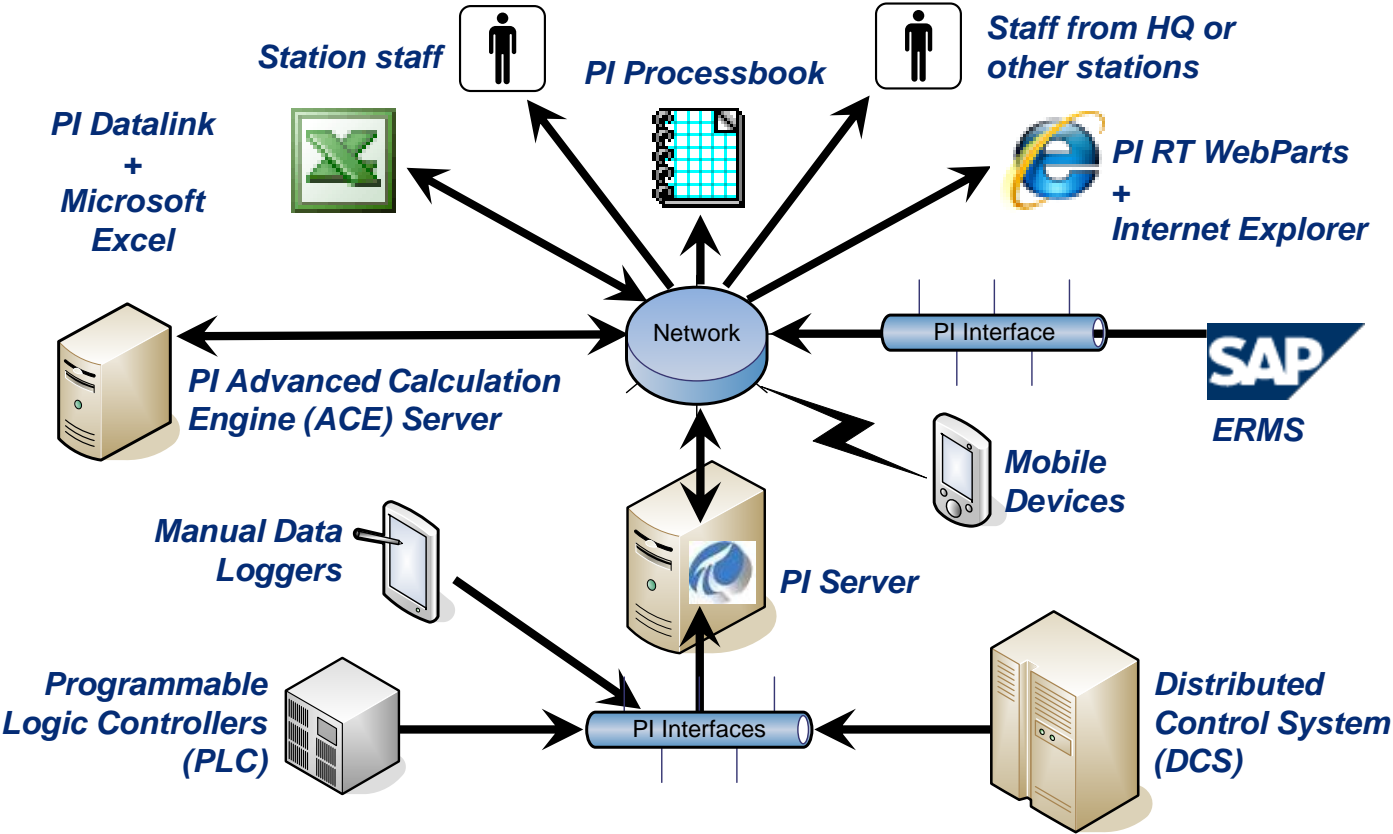 Station staff
Staff from HQ or
other stations
PI Processbook
PI Datalink
+
Microsoft
Excel
PI RT WebParts
+
Internet Explorer
Network
PI Interface
SAP
ERMS
PI Advanced Calculation
Engine (ACE) Server
Mobile
Devices
Manual Data
Loggers
PI Server
Programmable
Logic Controllers
(PLC)
PI Interfaces
Distributed
Control System
(DCS)